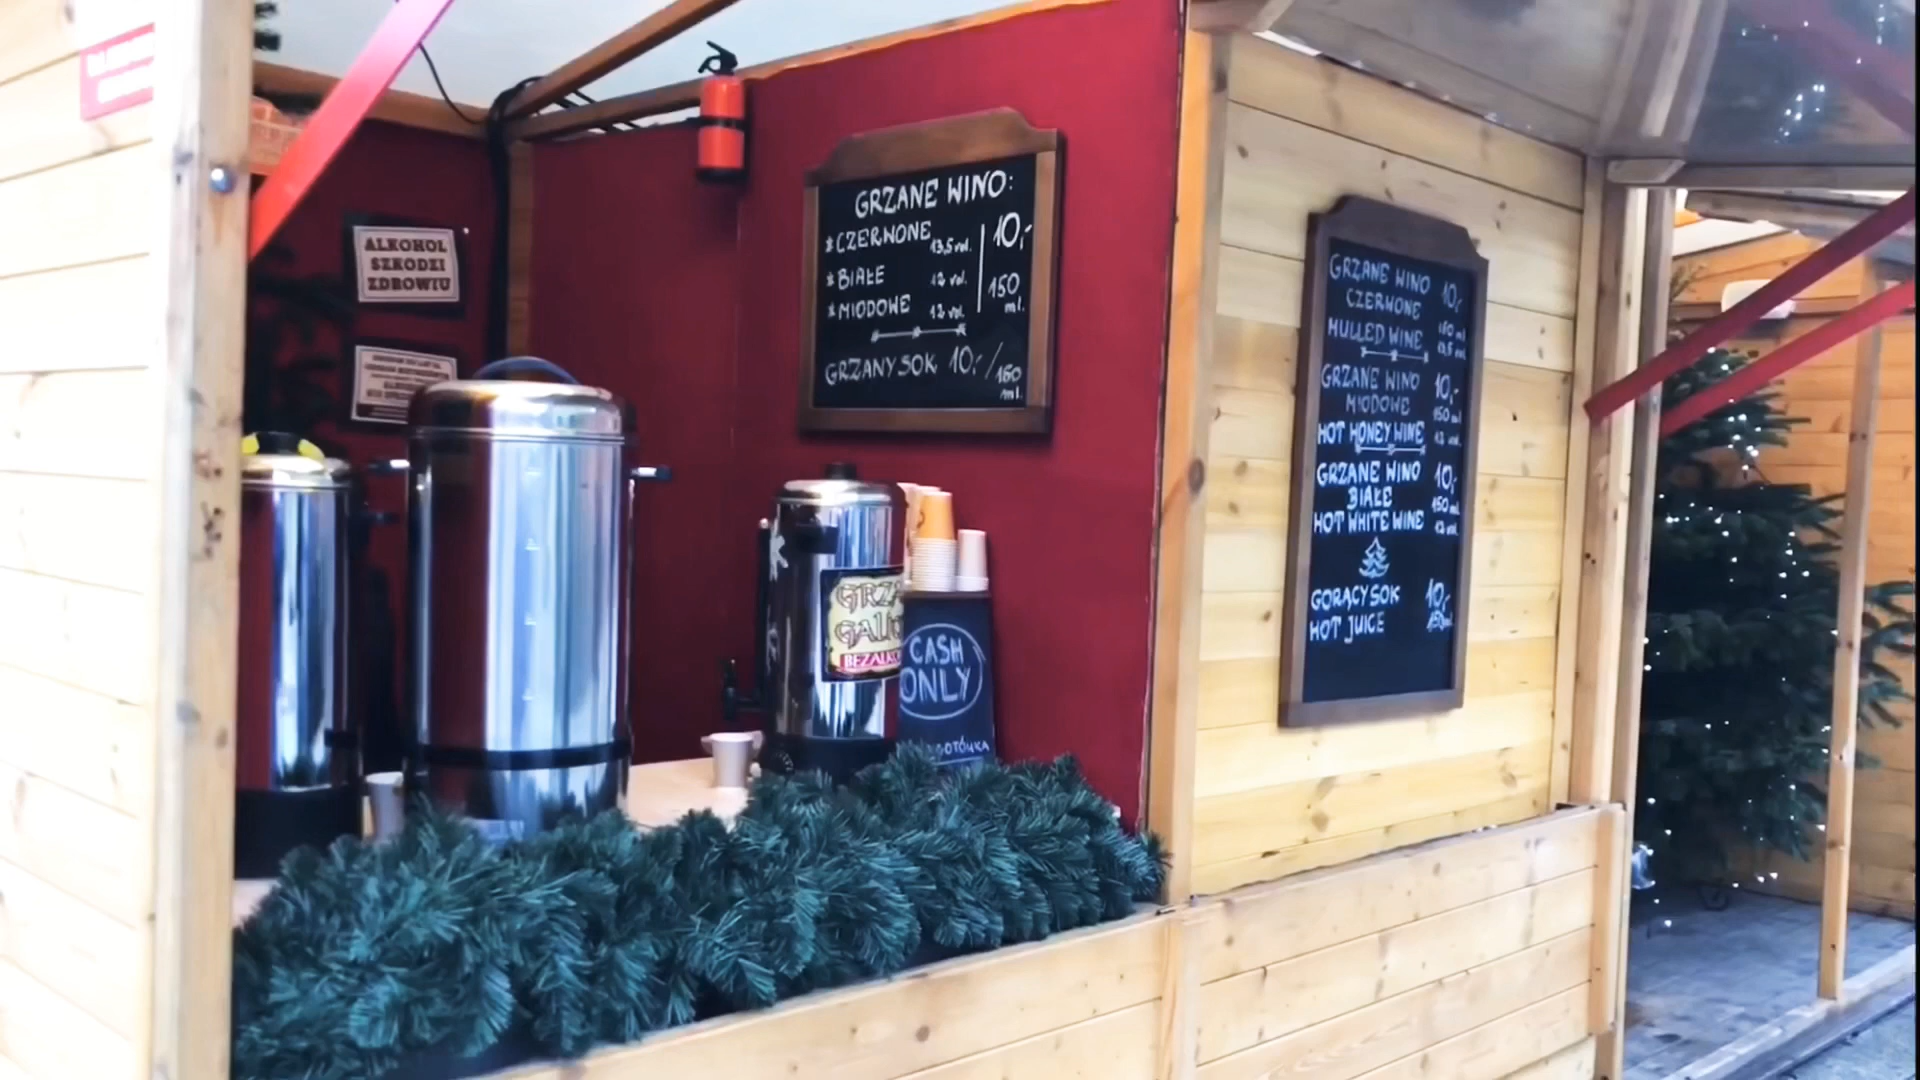 ALKOHOL
SZKODZI
ZDROWIU
GRZANE WINO:
*CZERWONE 13,5 vol. 10,-
*BIAŁE 12 vol. 150
*MIODOWE 12 vol. ml.
GRZANY SOK 10,-/150
ml.
CASH
ONLY
GRZANE WINO 10,-
CZERWONE 150 ml
MULLED WINE 13,5 vol.
GRZANE WINO 10,-
MIODOWE 150 ml
HOT HONEY WINE 12 vol.
GRZANE WINO 10,-
BIAŁE 150 ml
HOT WHITE WINE 12 vol.
GORĄCY SOK 10,-
HOT JUICE 150ml